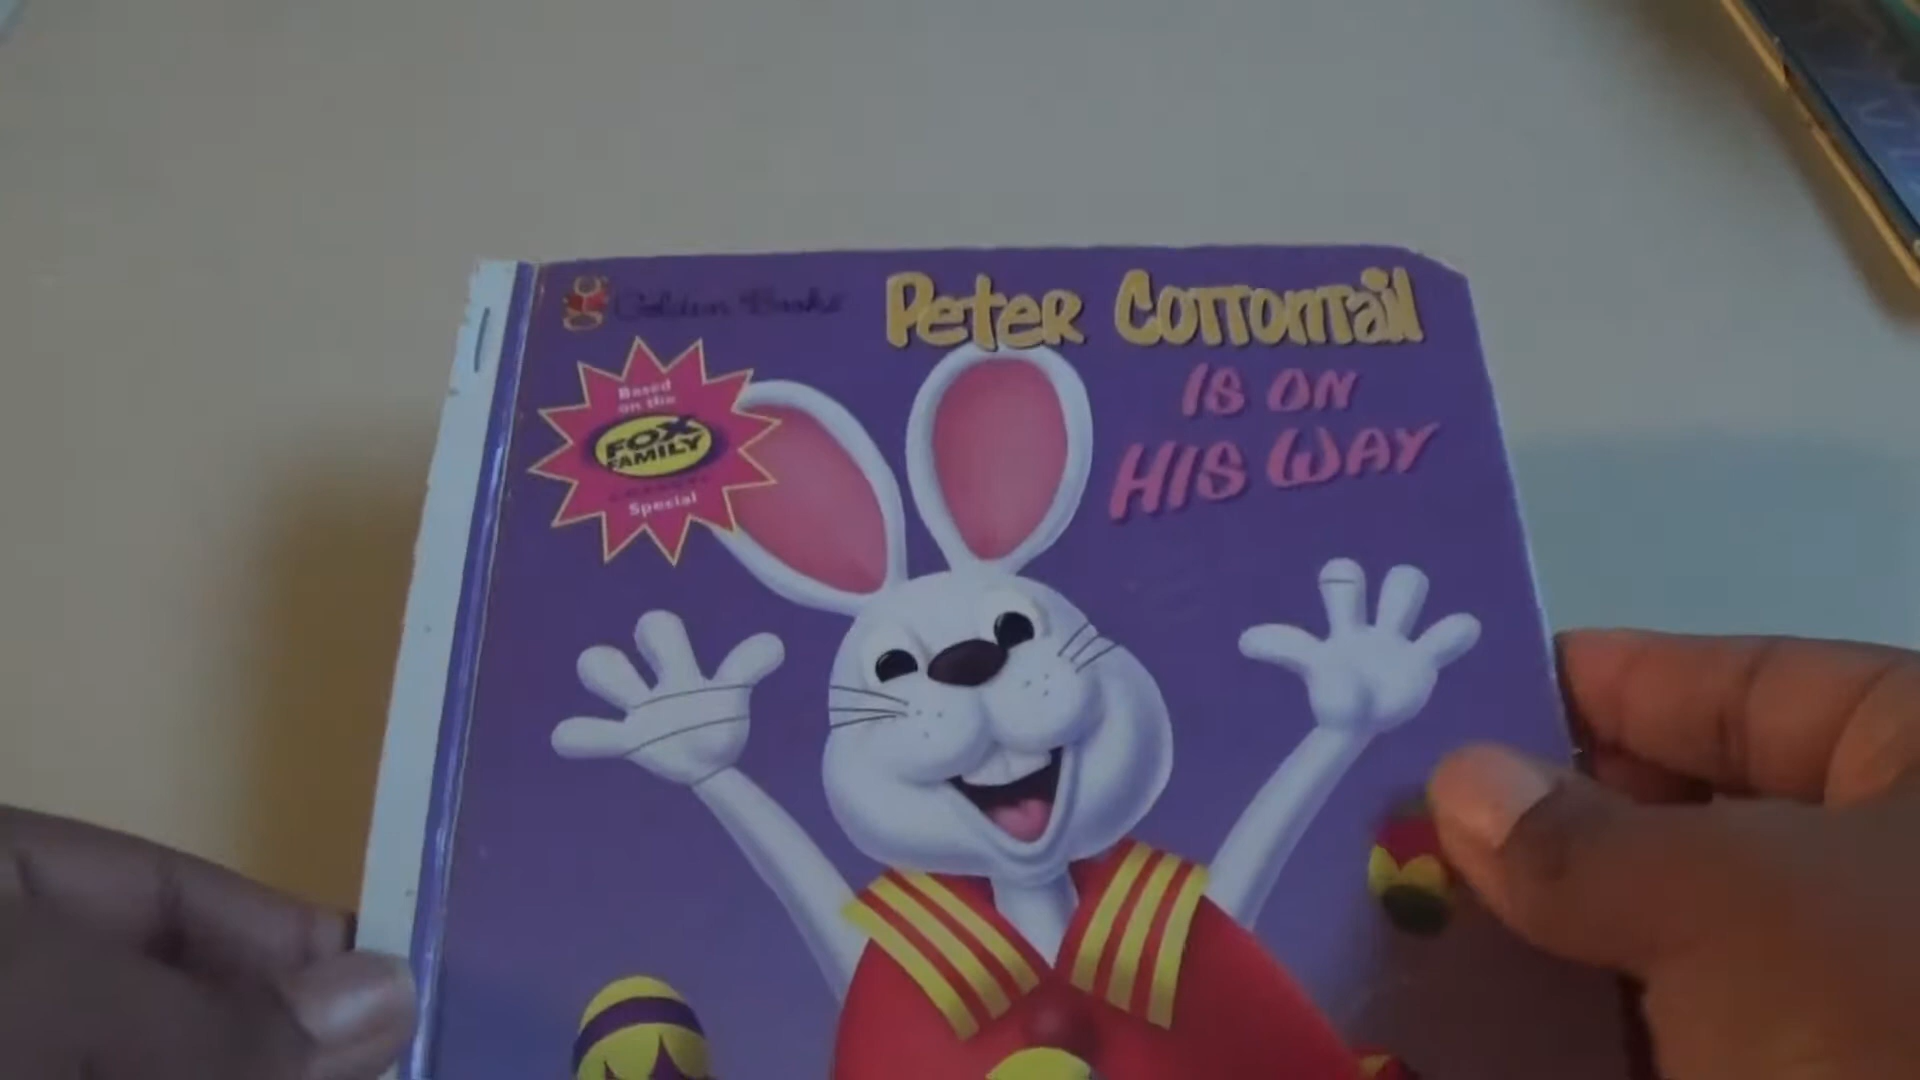 Golden Books
Peter Cottontail
IS ON
HIS WAY
Based
on the
FOX
FAMILY
Special